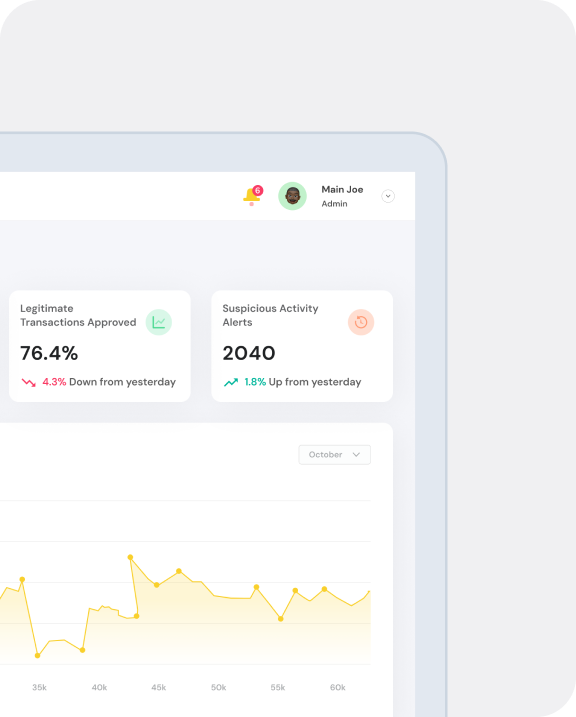 6
Main Joe
Admin
Legitimate
Transactions Approved
76.4%
4.3% Down from yesterday
Suspicious Activity
Alerts
2040
1.8% Up from yesterday
October
35k 40k 45k 50k 55k 60k